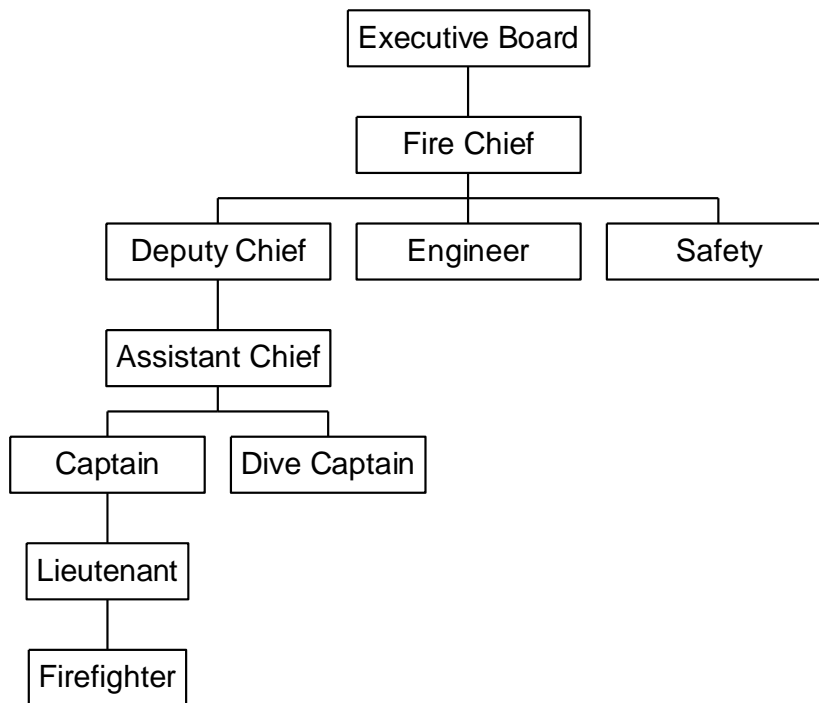 Executive Board
Fire Chief
Deputy Chief
Engineer
Safety
Assistant Chief
Captain
Dive Captain
Lieutenant
Firefighter